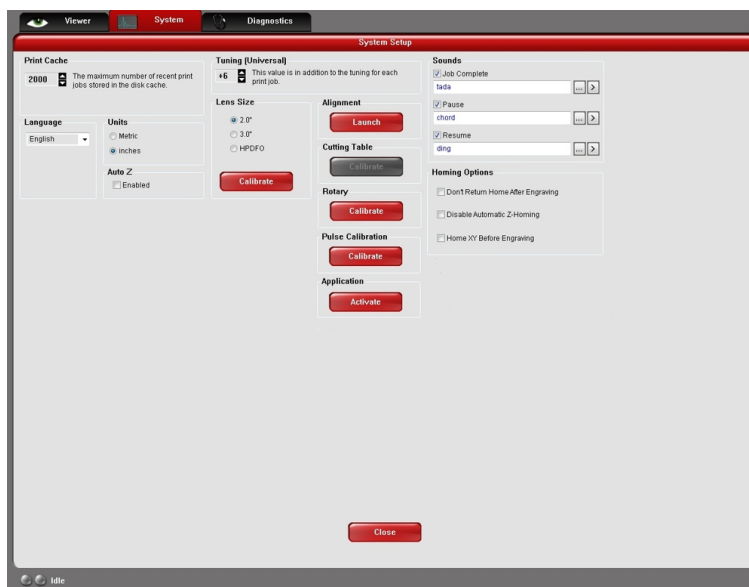 Viewer
System
Diagnostics
System Setup
Print Cache
2000
The maximum number of recent print
jobs stored in the disk cache.
Language
English
Units
Metric
inches
Auto Z
Enabled
Tuning (Universal)
+6
This value is in addition to the tuning for each
print job.
Lens Size
2.0"
3.0"
HPDFO
Calibrate
Alignment
Launch
Cutting Table
Calibrate
Rotary
Calibrate
Pulse Calibration
Calibrate
Application
Activate
Sounds
Job Complete
tada
... >
Pause
chord
... >
Resume
ding
... >
Homing Options
Don't Return Home After Engraving
Disable Automatic Z-Homing
Home XY Before Engraving
Close
Idle